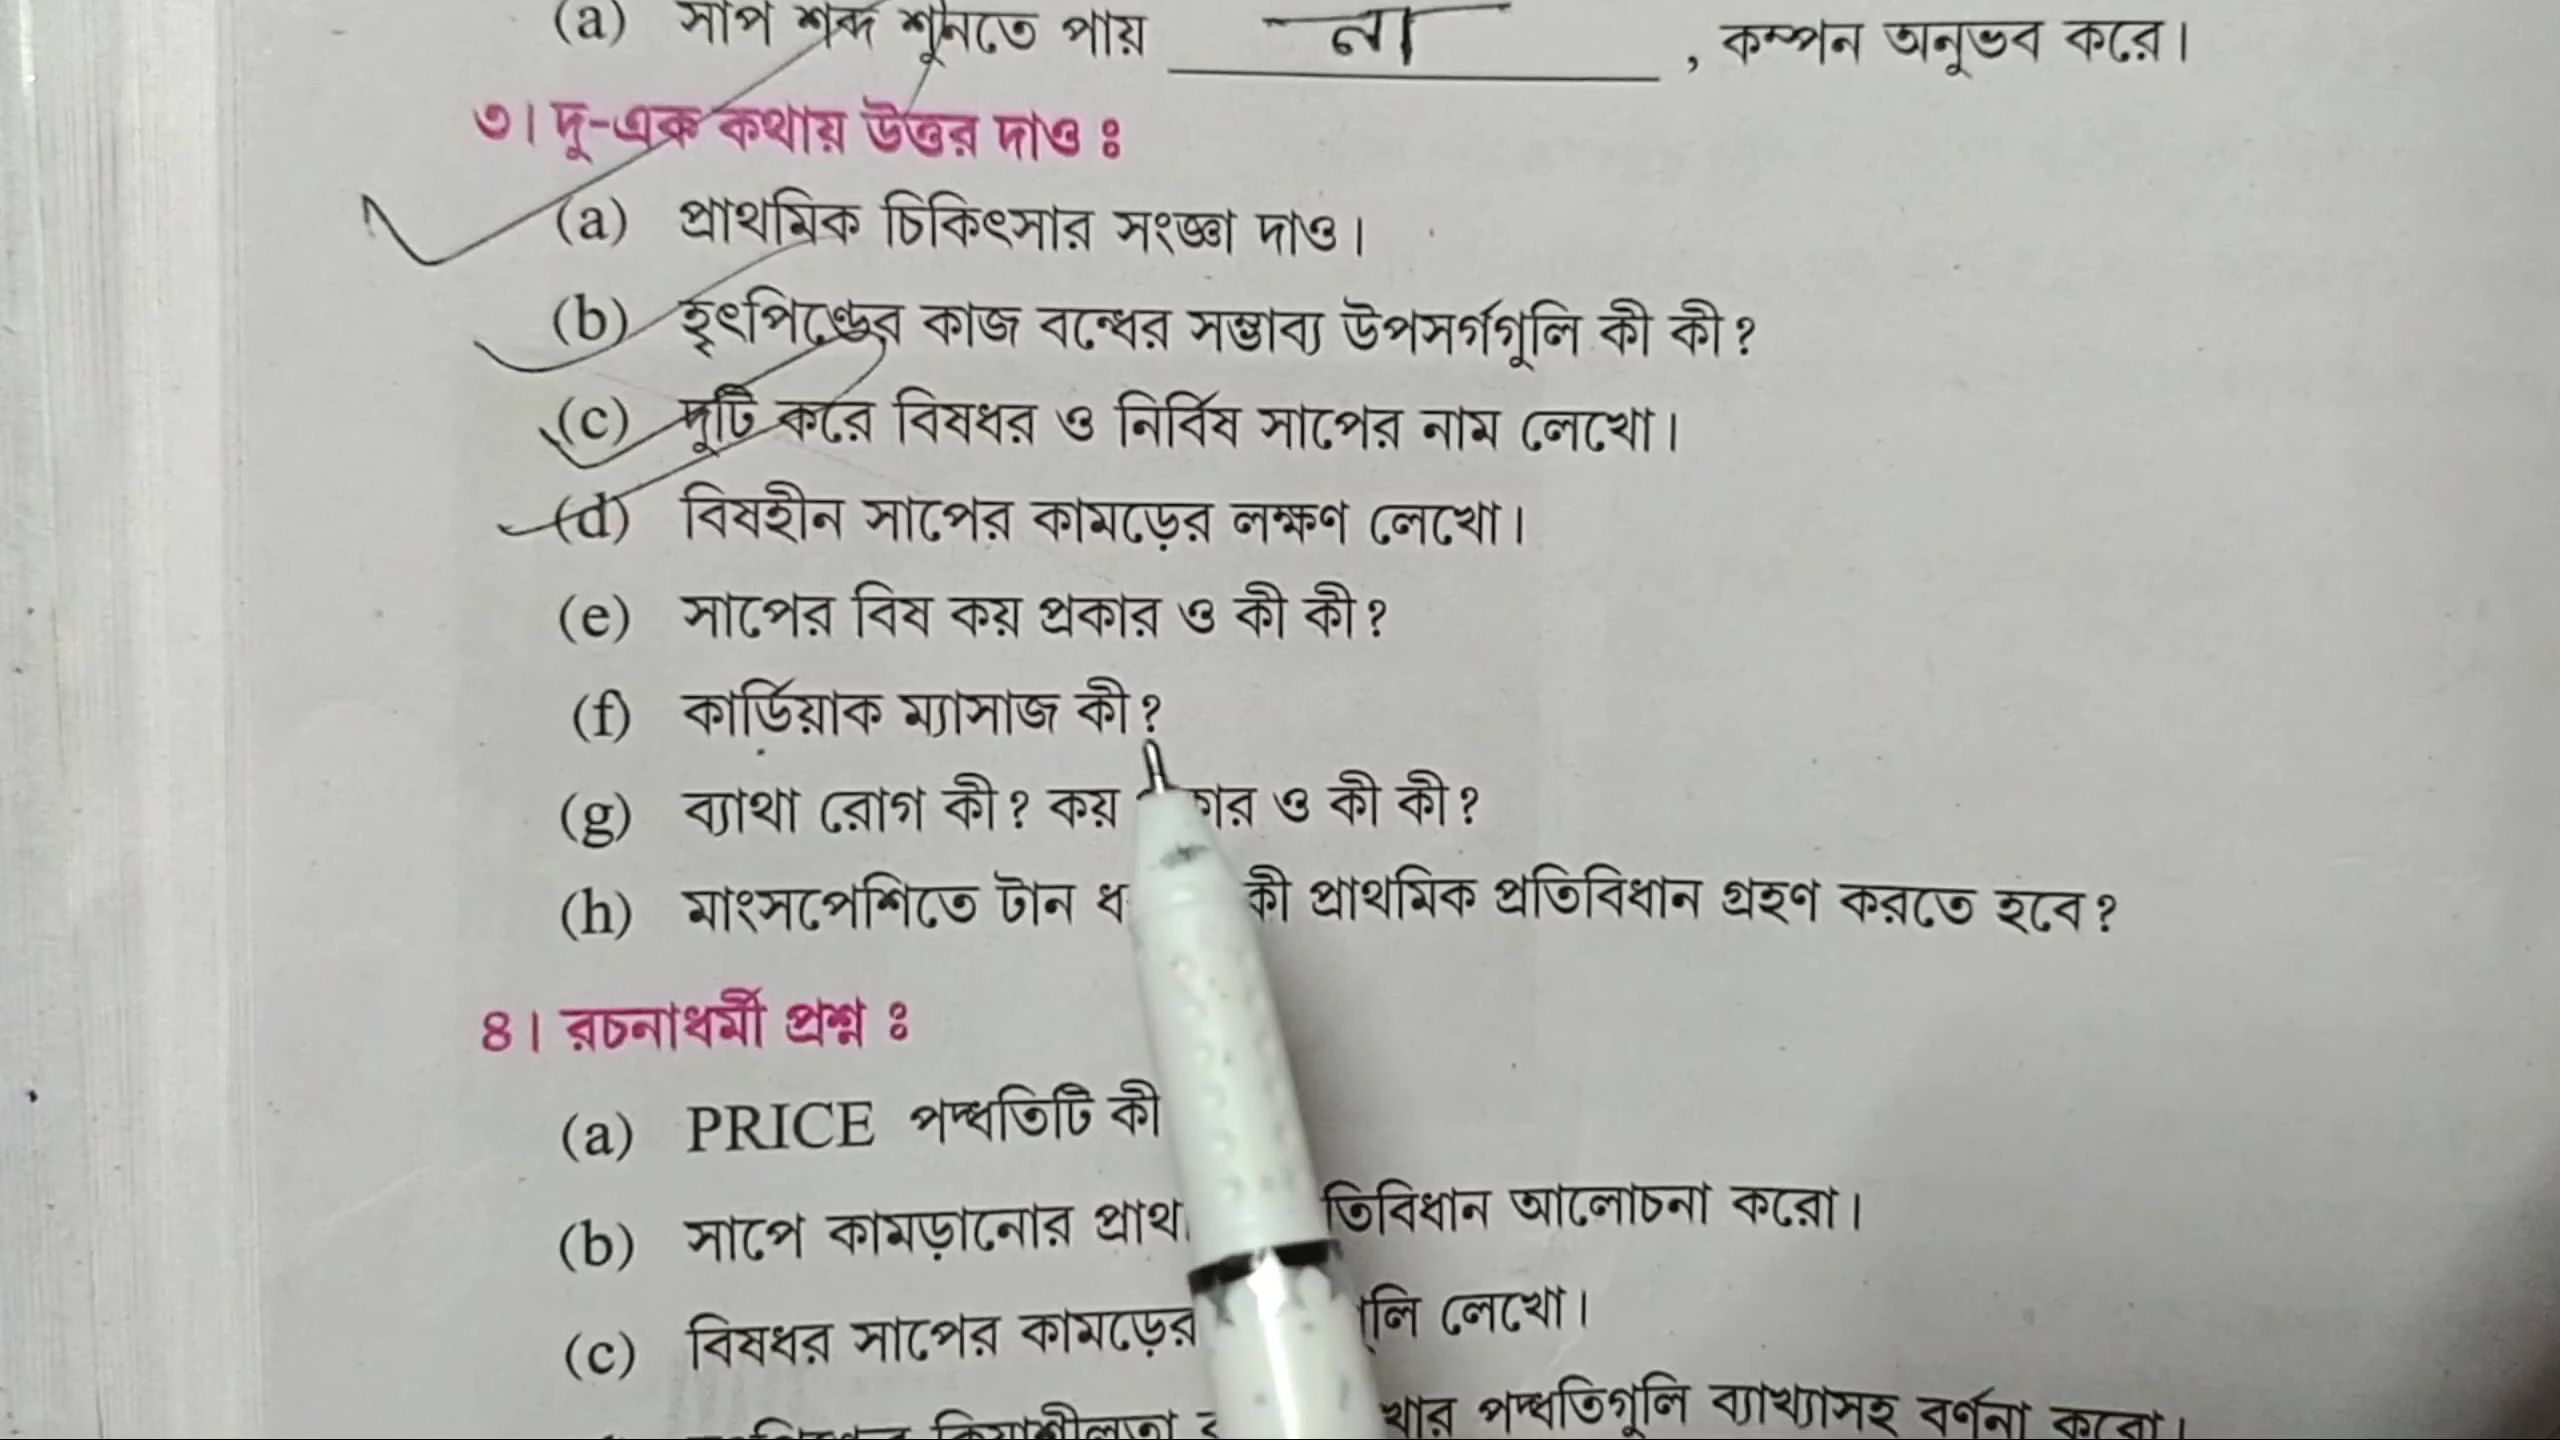 (a) সাপ শব্দ শুনতে পায় না , কম্পন অনুভব করে।
৩। দু-এক কথায় উত্তর দাও ঃ
(a) প্রাথমিক চিকিৎসার সংজ্ঞা দাও।
(b) হৃৎপিণ্ডের কাজ বন্ধের সম্ভাব্য উপসর্গগুলি কী কী?
(c) দুটি করে বিষধর ও নির্বিষ সাপের নাম লেখো।
(d) বিষহীন সাপের কামড়ের লক্ষণ লেখো।
(e) সাপের বিষ কয় প্রকার ও কী কী?
(f) কার্ডিয়াক ম্যাসাজ কী?
(g) ব্যাথা রোগ কী? কয় ও কী কী?
(h) মাংসপেশিতে টান কী প্রাথমিক প্রতিবিধান গ্রহণ করতে হবে?
৪। রচনাধর্মী প্রশ্ন ঃ
(a) PRICE পদ্ধতিটি কী
(b) সাপে কামড়ানোর আলোচনা করো।
(c) বিষধর সাপের কামড়ের লেখো।
পদ্ধতিগুলি ব্যাখ্যাসহ বর্ণনা করো।